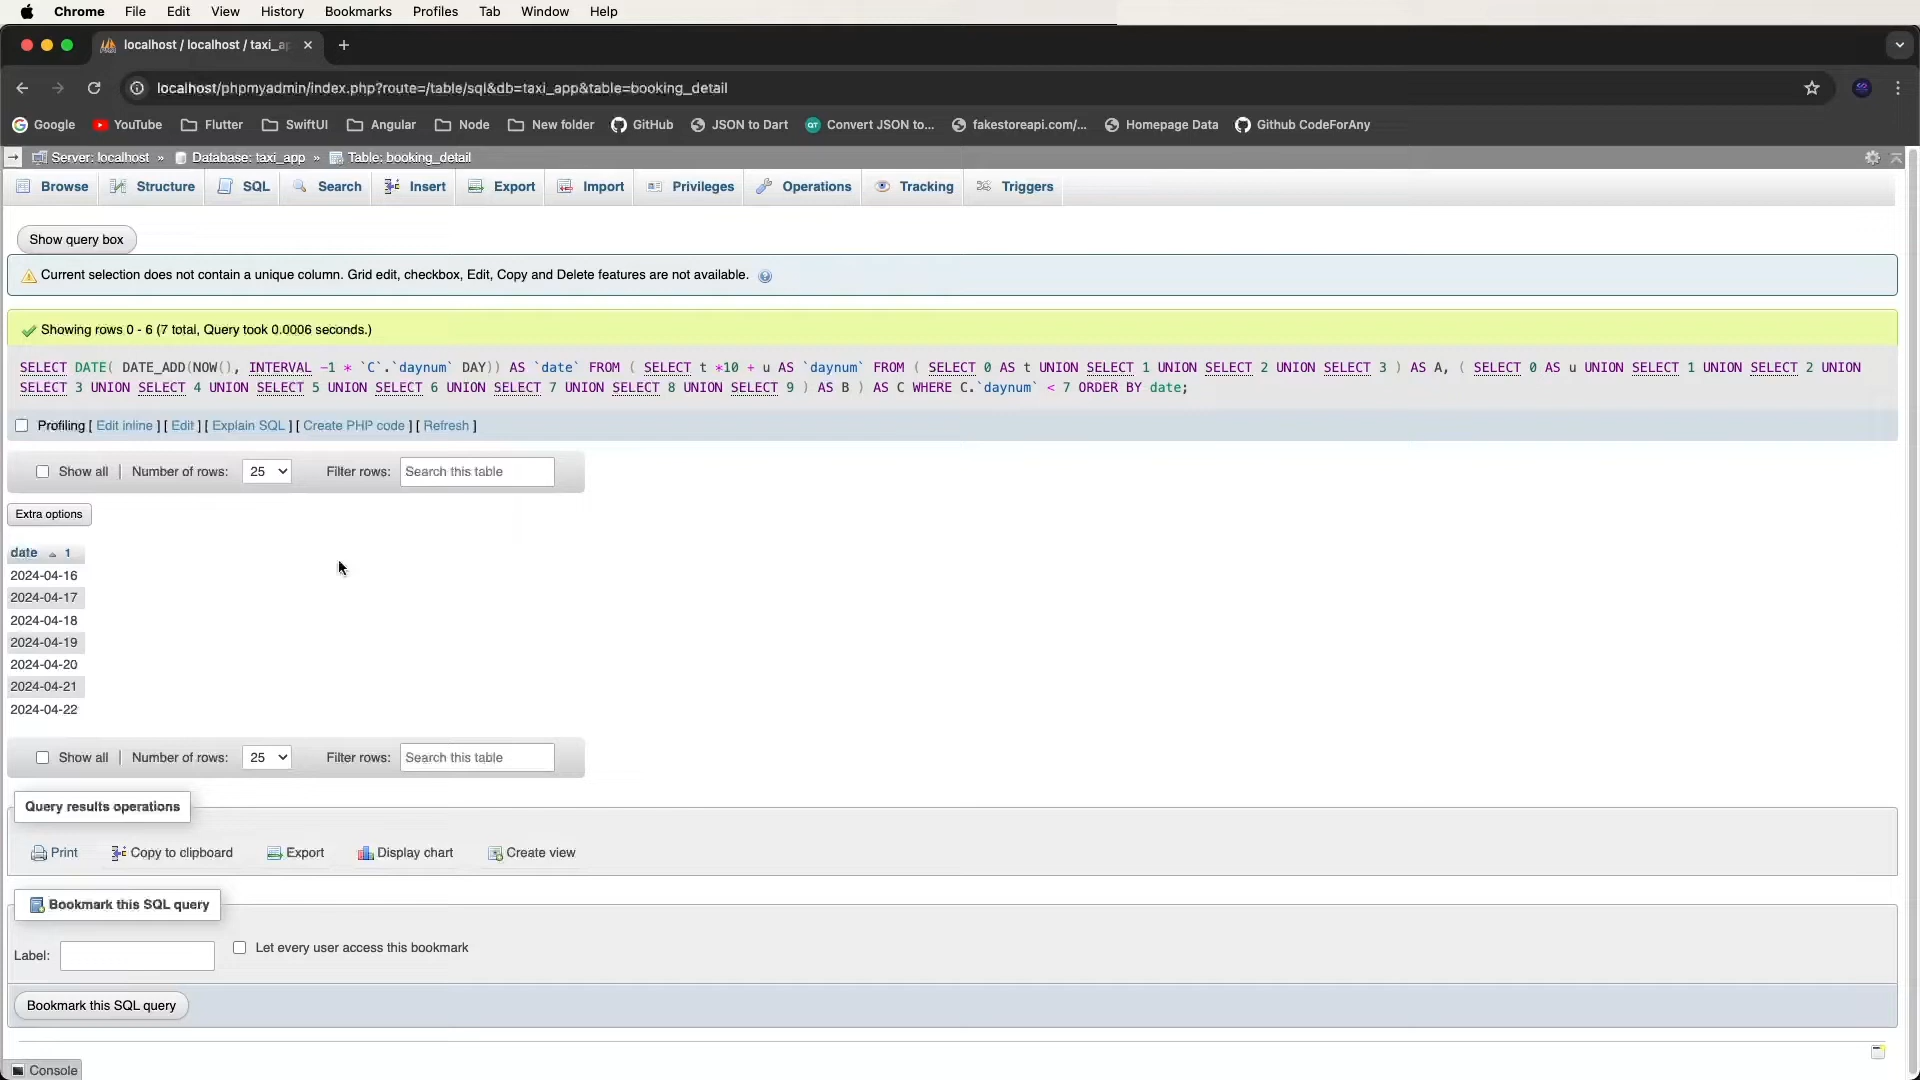 Chrome File Edit View History Bookmarks Profiles Tab Window Help
localhost / localhost / taxi_ap
localhost/phpmyadmin/index.php?route=/table/sql&db=taxi_app&table=booking_detail
Google YouTube Flutter SwiftUI Angular Node New folder GitHub JSON to Dart Convert JSON to... fakestoreapi.com/... Homepage Data Github CodeForAny
Server: localhost » Database: taxi_app » Table: booking_detail
Browse Structure SQL Search Insert Export Import Privileges Operations Tracking Triggers
Show query box
Current selection does not contain a unique column. Grid edit, checkbox, Edit, Copy and Delete features are not available.
Showing rows 0 - 6 (7 total, Query took 0.0006 seconds.)
SELECT DATE( DATE_ADD(NOW(), INTERVAL -1 * `C`.`daynum` DAY)) AS `date` FROM ( SELECT t *10 + u AS `daynum` FROM ( SELECT 0 AS t UNION SELECT 1 UNION SELECT 2 UNION SELECT 3 ) AS A, ( SELECT 0 AS u UNION SELECT 1 UNION SELECT 2 UNION
SELECT 3 UNION SELECT 4 UNION SELECT 5 UNION SELECT 6 UNION SELECT 7 UNION SELECT 8 UNION SELECT 9 ) AS B ) AS C WHERE C.`daynum` < 7 ORDER BY date;
Profiling [ Edit inline ] [ Edit ] [ Explain SQL ] [ Create PHP code ] [ Refresh ]
Show all | Number of rows: 25 Filter rows: Search this table
Extra options
date 1
2024-04-16
2024-04-17
2024-04-18
2024-04-19
2024-04-20
2024-04-21
2024-04-22
Show all | Number of rows: 25 Filter rows: Search this table
Query results operations
Print Copy to clipboard Export Display chart Create view
Bookmark this SQL query
Label: Let every user access this bookmark
Bookmark this SQL query
Console